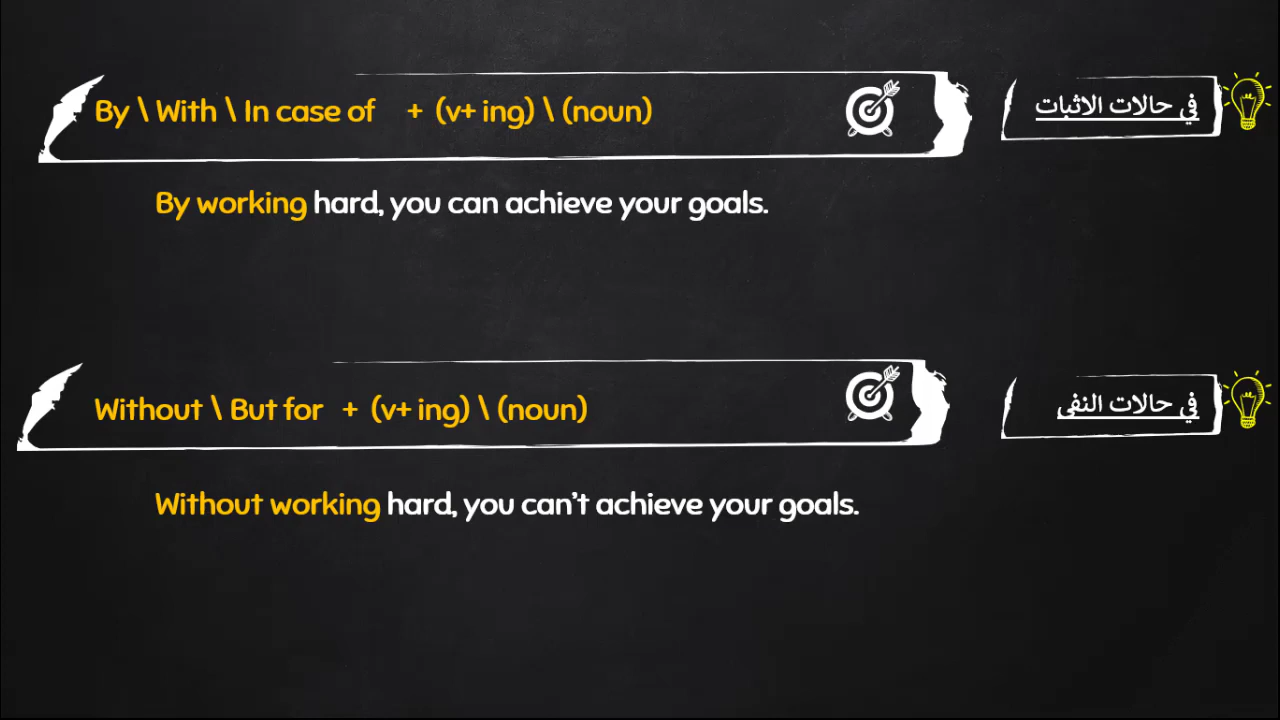 By \ With \ In case of + (v+ ing) \ (noun)
في حالات الاثبات
By working hard, you can achieve your goals.
Without \ But for + (v+ ing) \ (noun)
في حالات النفي
Without working hard, you can't achieve your goals.